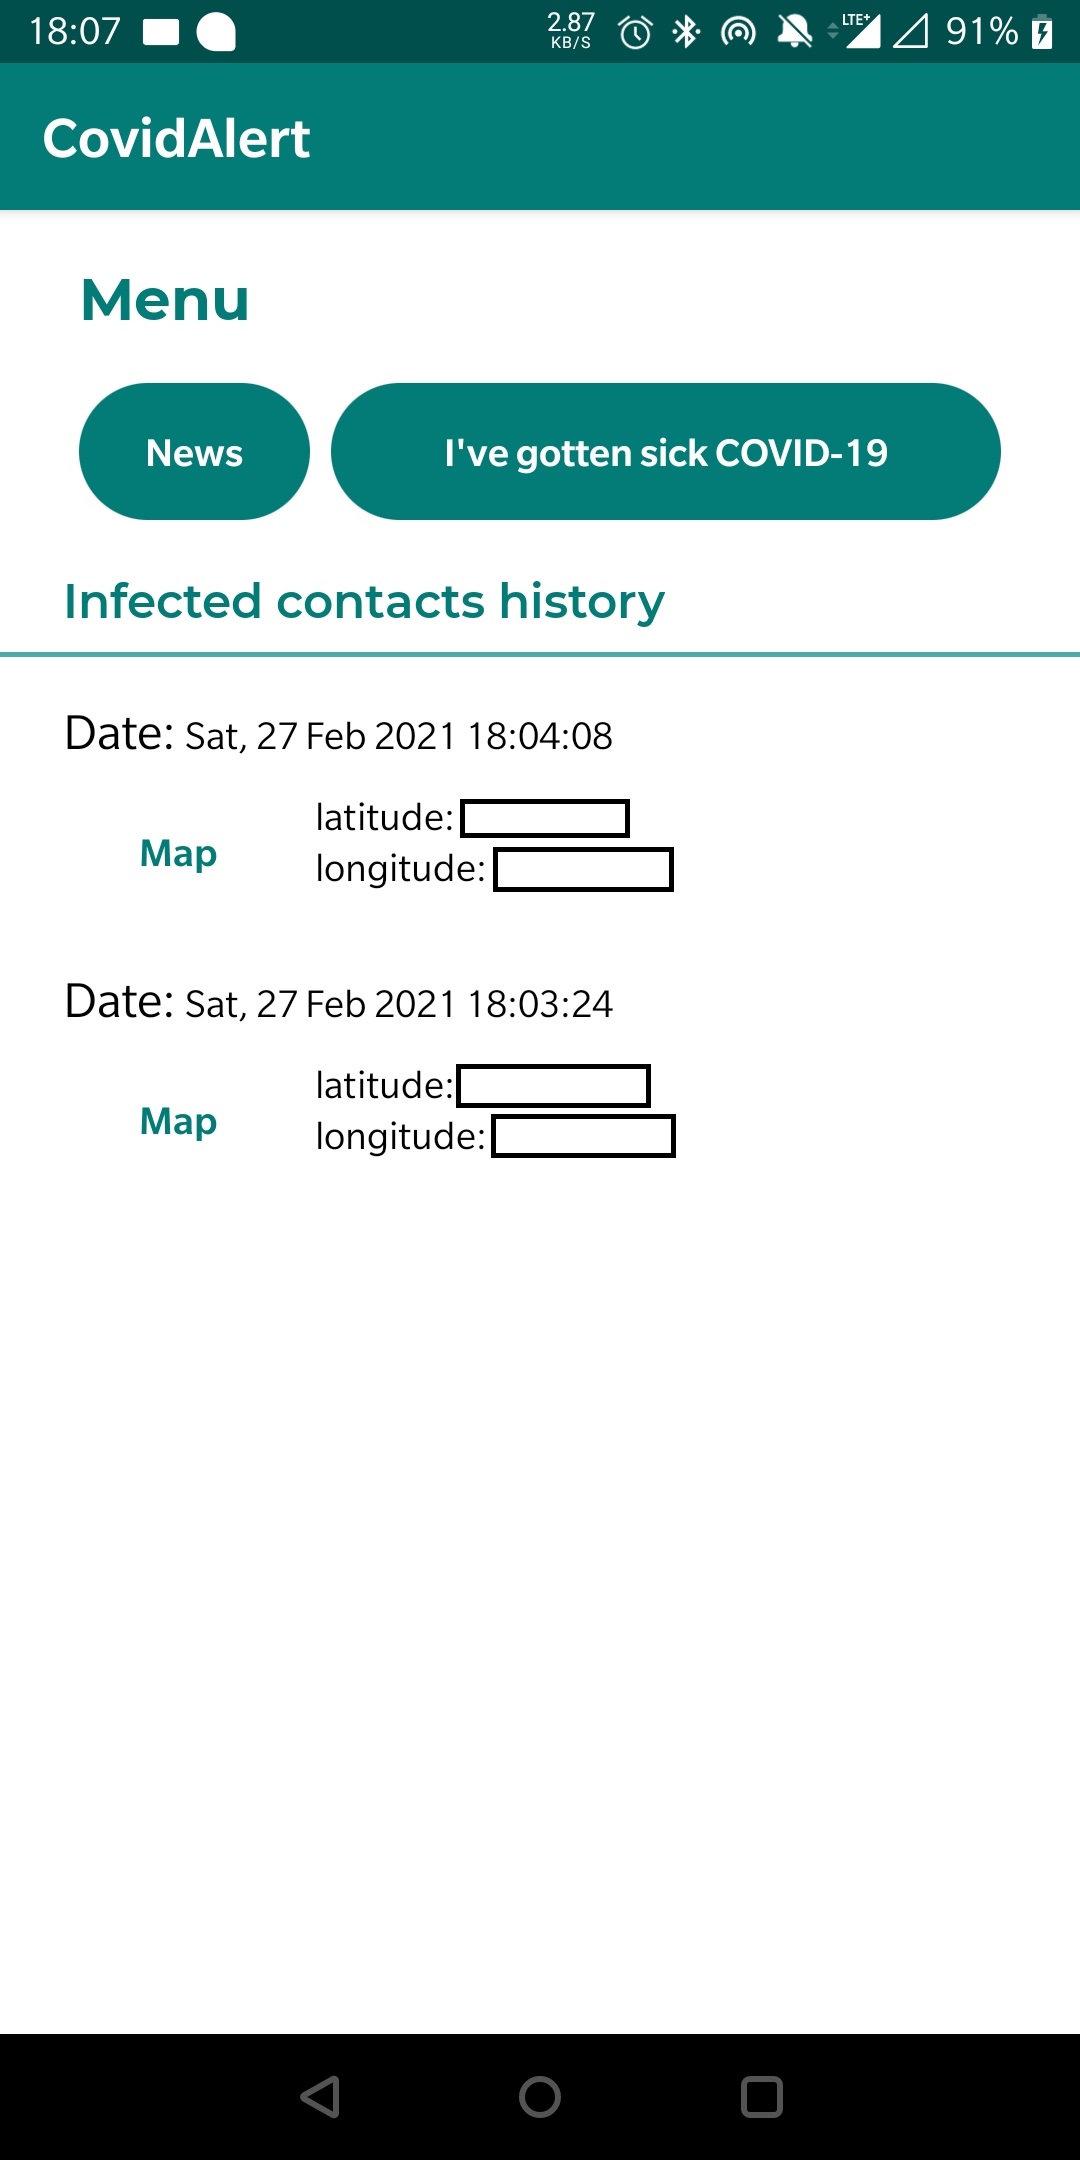 18:07 2.87 KB/S LTE+ 91%
CovidAlert
Menu
News I've gotten sick COVID-19
Infected contacts history
Date: Sat, 27 Feb 2021 18:04:08
latitude:
Map
longitude:
Date: Sat, 27 Feb 2021 18:03:24
latitude:
Map
longitude: